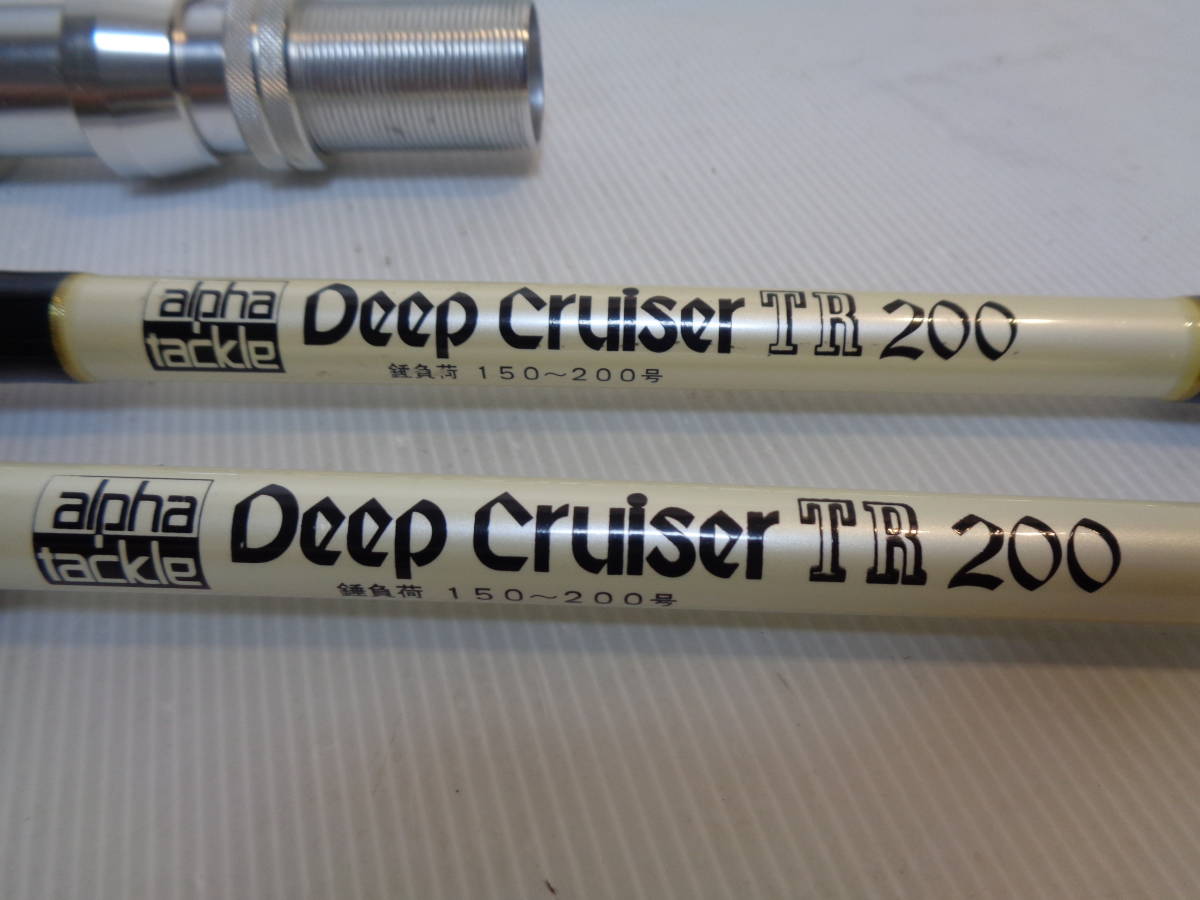 alpha tackle Deep Cruiser TR 200
錘負荷 150～200号
alpha tackle Deep Cruiser TR 200
錘負荷 150～200号